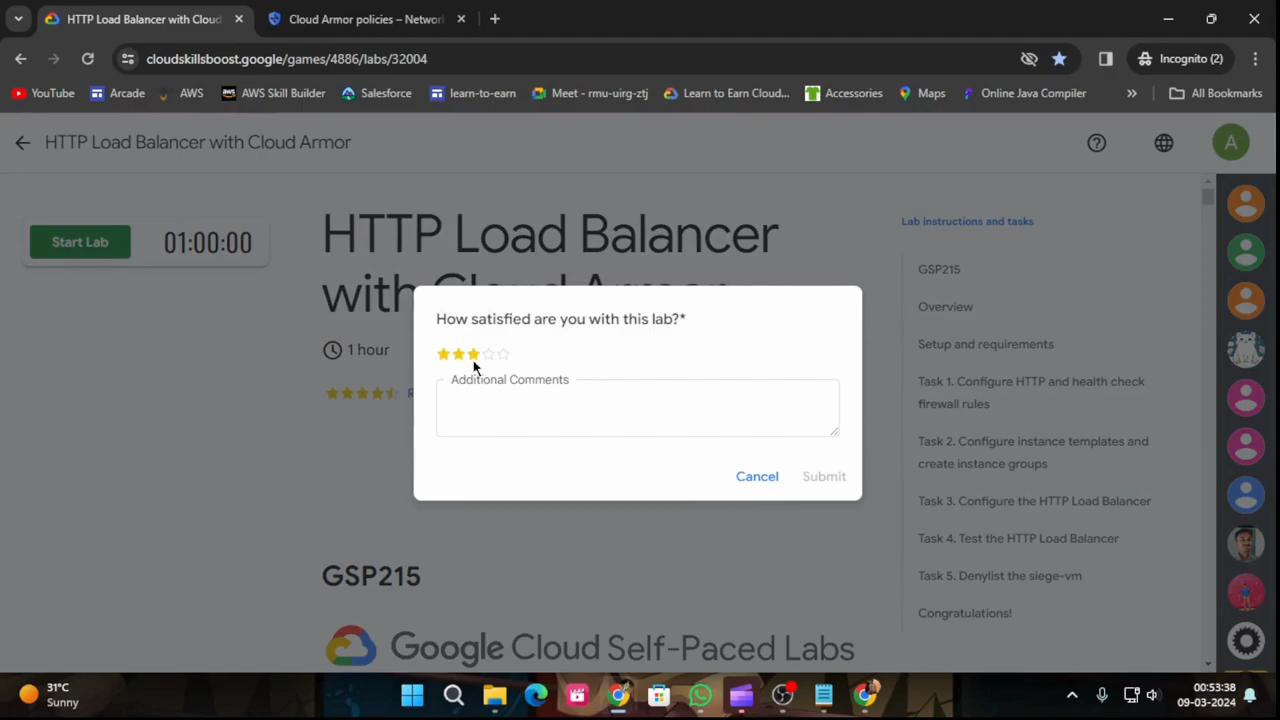 HTTP Load Balancer with Cloud
Cloud Armor policies – Network
cloudskillsboost.google/games/4886/labs/32004
Incognito (2)
YouTube
Arcade
AWS
AWS Skill Builder
Salesforce
learn-to-earn
Meet - rmu-uirg-ztj
Learn to Earn Cloud...
Accessories
Maps
Online Java Compiler
»
All Bookmarks
HTTP Load Balancer with Cloud Armor
A
Start Lab
01:00:00
HTTP Load Balancer
with Cloud Armor
1 hour
How satisfied are you with this lab?*
Additional Comments
Cancel
Submit
GSP215
Google Cloud Self-Paced Labs
Lab instructions and tasks
GSP215
Overview
Setup and requirements
Task 1. Configure HTTP and health check
firewall rules
Task 2. Configure instance templates and
create instance groups
Task 3. Configure the HTTP Load Balancer
Task 4. Test the HTTP Load Balancer
Task 5. Denylist the siege-vm
Congratulations!
31°C
Sunny
00:53:38
09-03-2024